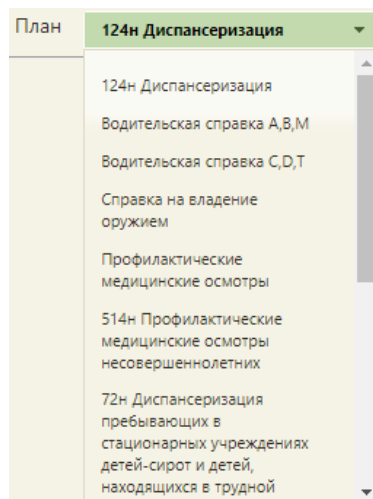 План
124н Диспансеризация
124н Диспансеризация
Водительская справка A,B,M
Водительская справка C,D,T
Справка на владение
оружием
Профилактические
медицинские осмотры
514н Профилактические
медицинские осмотры
несовершеннолетних
72н Диспансеризация
пребывающих в
стационарных учреждениях
детей-сирот и детей,
находящихся в трудной